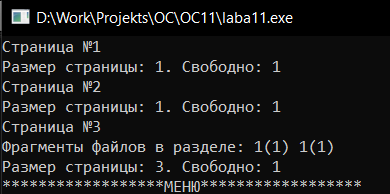 D:\Work\Projekts\OC\OC11\laba11.exe
Страница №1
Размер страницы: 1. Свободно: 1
Страница №2
Размер страницы: 1. Свободно: 1
Страница №3
Фрагменты файлов в разделе: 1(1) 1(1)
Размер страницы: 3. Свободно: 1
******************МЕНЮ******************